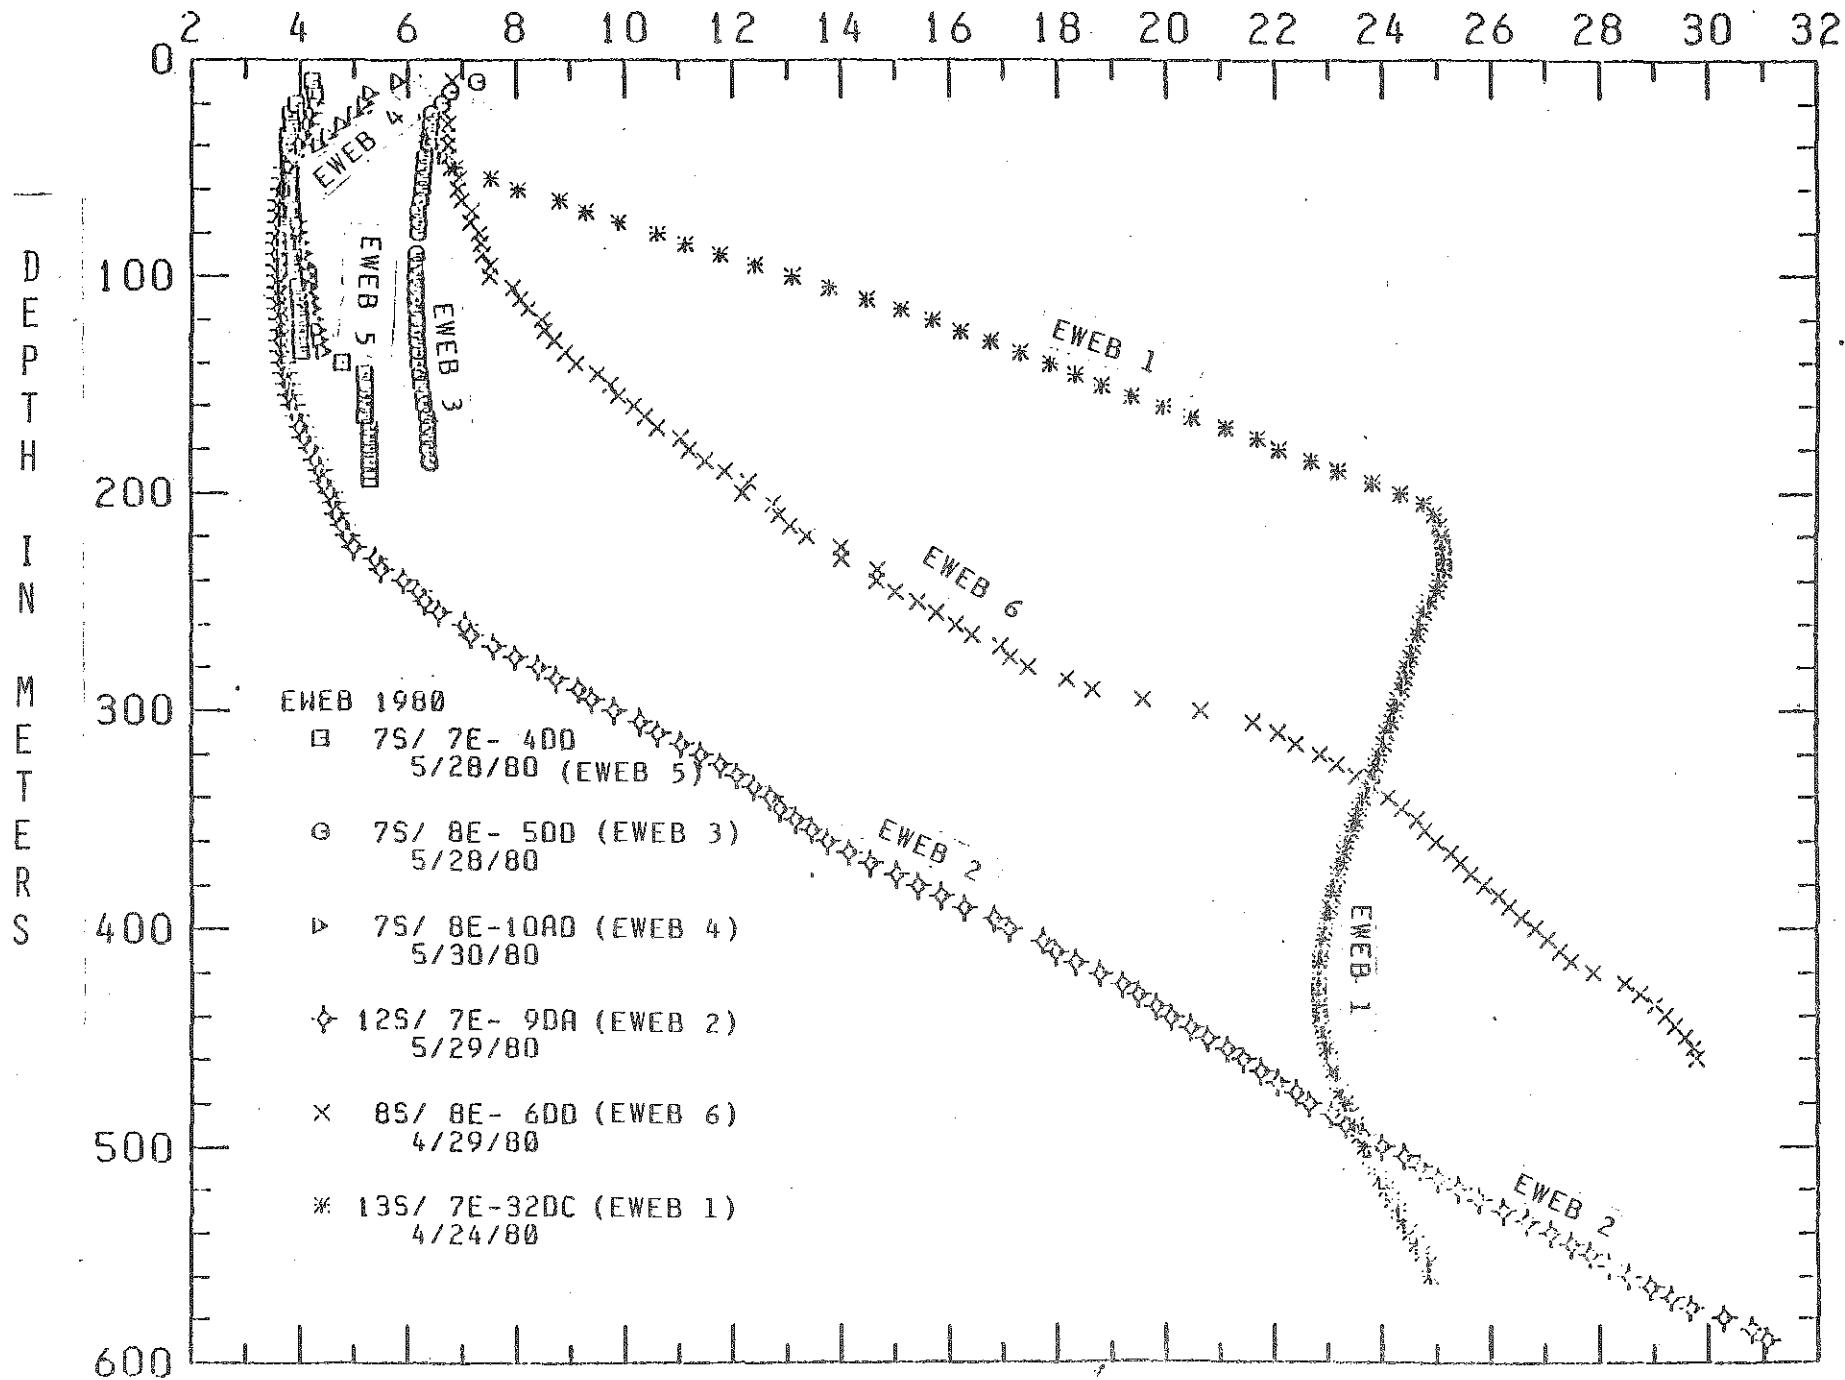 2 4 6 8 10 12 14 16 18 20 22 24 26 28 30 32
0
100
200
300
400
500
600
DEPTH IN METERS
EWEB 4
EWEB 5
EWEB 3
EWEB 1
EWEB 6
EWEB 2
EWEB 1
EWEB 2
EWEB 1980
7S/ 7E- 4DD
5/28/80 (EWEB 5)
7S/ 8E- 5DD (EWEB 3)
5/28/80
7S/ 8E-10AD (EWEB 4)
5/30/80
12S/ 7E- 9DA (EWEB 2)
5/29/80
8S/ 8E- 6DD (EWEB 6)
4/29/80
13S/ 7E-32DC (EWEB 1)
4/24/80